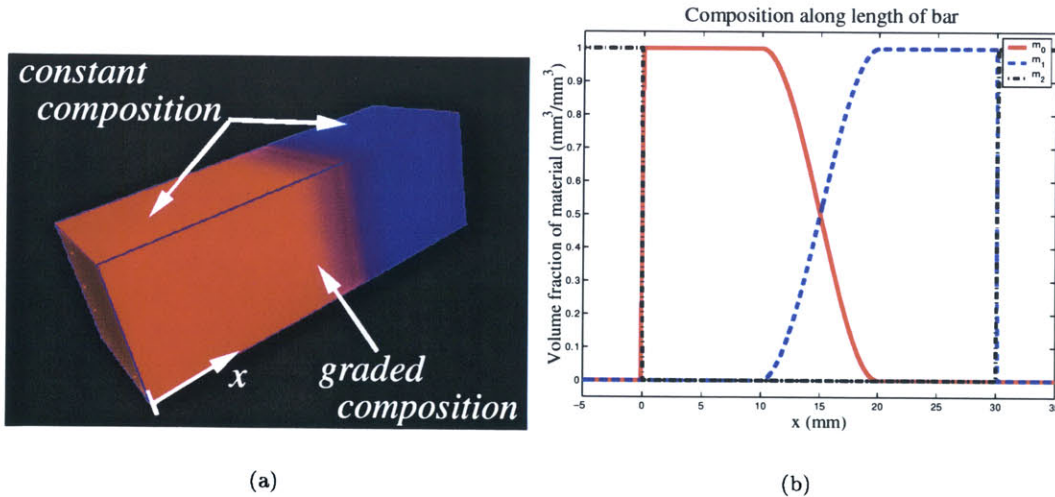 constant
composition
x
graded
composition
(a)
Composition along length of bar
Volume fraction of material (mm³/mm³)
1
0.9
0.8
0.7
0.6
0.5
0.4
0.3
0.2
0.1
0
−5
0
5
10
15
20
25
30
35
x (mm)
m₀
m₁
m₂
(b)